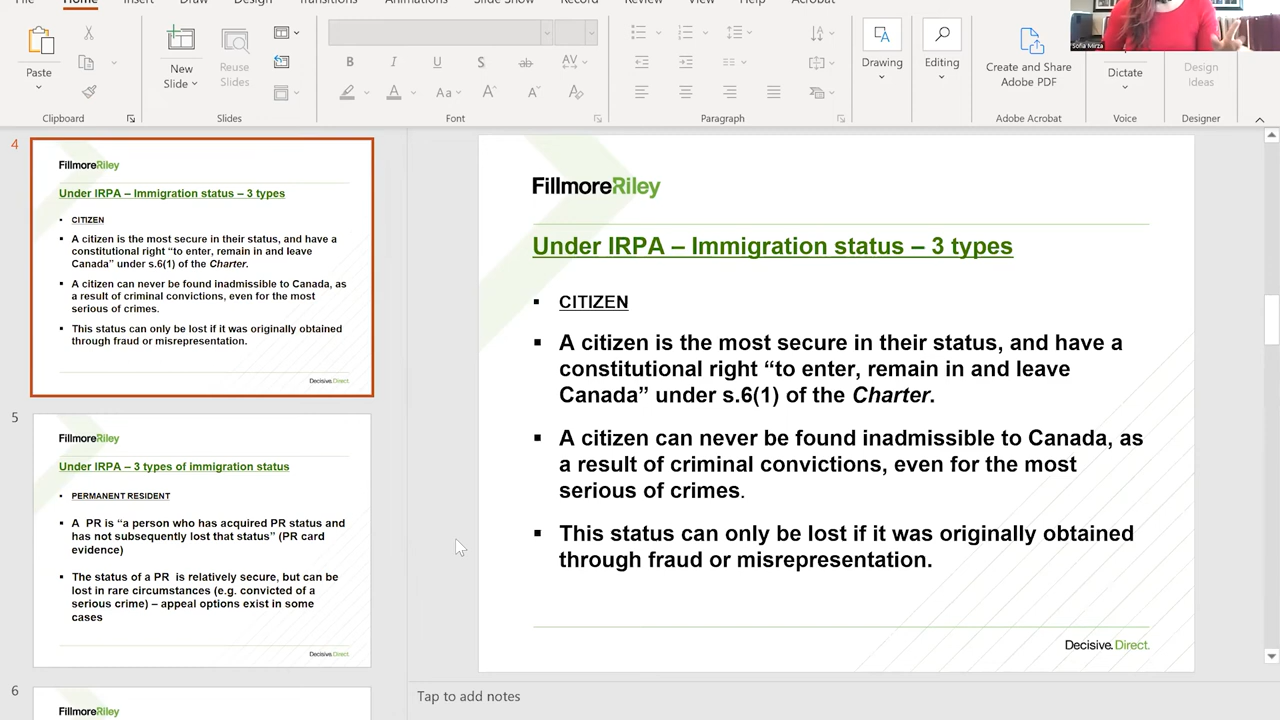 File Home Insert Draw Design Transitions Animations Slide Show Record Review View Help Acrobat
Sofia Mirza
Paste
New
Slide
Reuse
Slides
Drawing
Editing
Create and Share
Adobe PDF
Dictate
Design
Ideas
Clipboard
Slides
Font
Paragraph
Adobe Acrobat
Voice
Designer
4
FillmoreRiley
Under IRPA – Immigration status – 3 types
▪ CITIZEN
▪ A citizen is the most secure in their status, and have a
constitutional right “to enter, remain in and leave
Canada” under s.6(1) of the Charter.
▪ A citizen can never be found inadmissible to Canada, as
a result of criminal convictions, even for the most
serious of crimes.
▪ This status can only be lost if it was originally obtained
through fraud or misrepresentation.
Decisive.Direct.
5
FillmoreRiley
Under IRPA – 3 types of immigration status
▪ PERMANENT RESIDENT
▪ A PR is “a person who has acquired PR status and
has not subsequently lost that status” (PR card
evidence)
▪ The status of a PR is relatively secure, but can be
lost in rare circumstances (e.g. convicted of a
serious crime) – appeal options exist in some
cases
Decisive.Direct.
6
FillmoreRiley
FillmoreRiley
Under IRPA – Immigration status – 3 types
▪ CITIZEN
▪ A citizen is the most secure in their status, and have a
constitutional right “to enter, remain in and leave
Canada” under s.6(1) of the Charter.
▪ A citizen can never be found inadmissible to Canada, as
a result of criminal convictions, even for the most
serious of crimes.
▪ This status can only be lost if it was originally obtained
through fraud or misrepresentation.
Decisive.Direct.
Tap to add notes